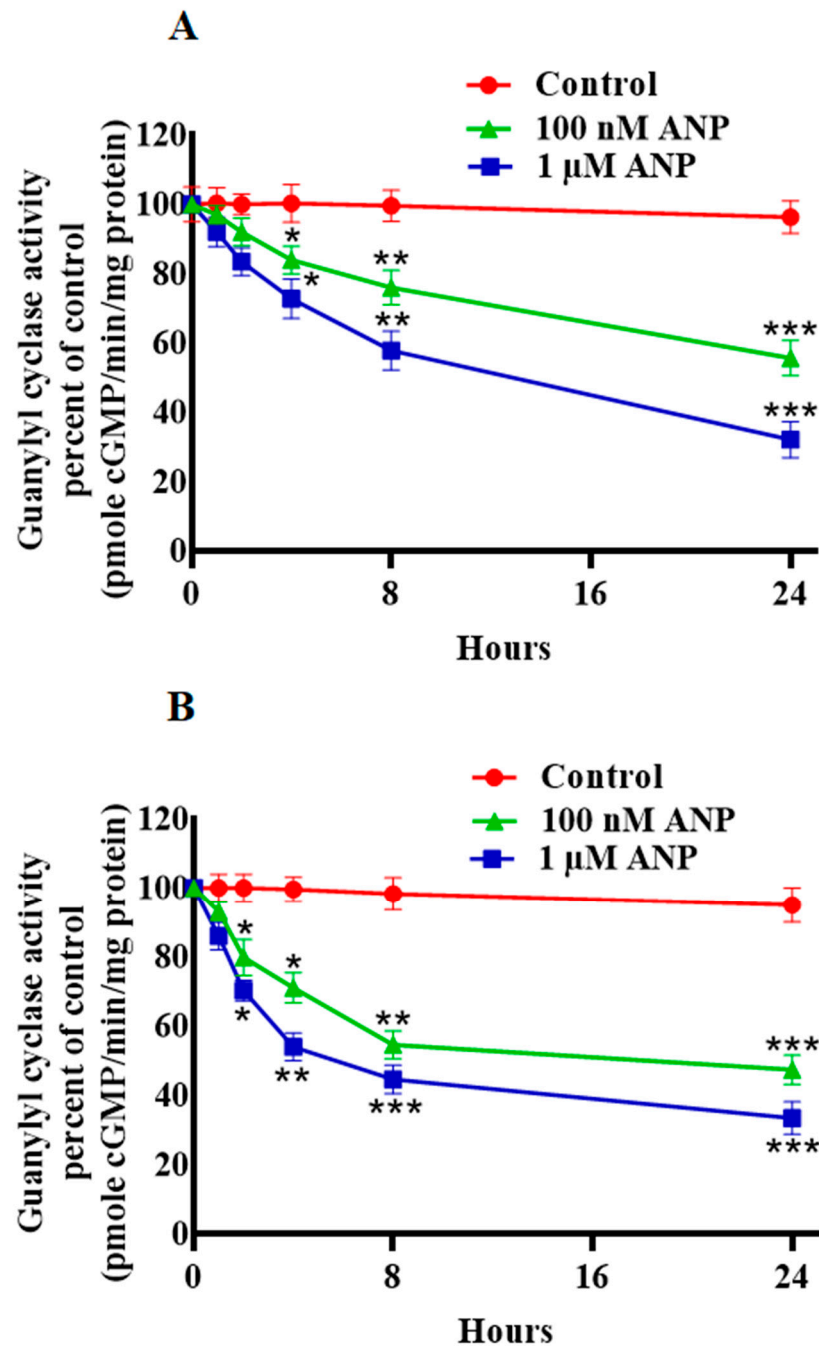 A
Control
100 nM ANP
1 μM ANP
Guanylyl cyclase activity
percent of control
(pmole cGMP/min/mg protein)
120
100
80
60
40
20
0
*
*
**
**
***
***
0 8 16 24
Hours
B
Control
100 nM ANP
1 μM ANP
Guanylyl cyclase activity
percent of control
(pmole cGMP/min/mg protein)
120
100
80
60
40
20
0
*
*
*
**
**
***
***
***
0 8 16 24
Hours